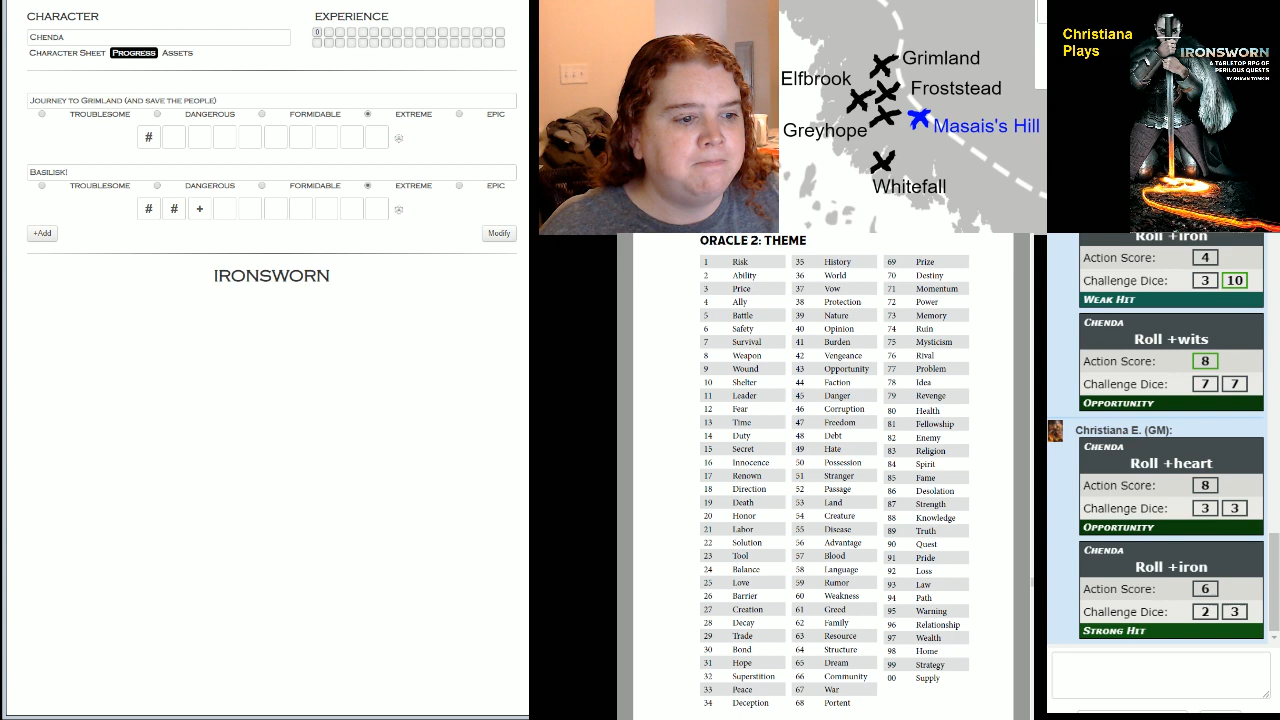 CHARACTER
EXPERIENCE
CHENDA
0
CHARACTER SHEET PROGRESS ASSETS
JOURNEY TO GRIMLAND (AND SAVE THE PEOPLE)
TROUBLESOME DANGEROUS FORMIDABLE EXTREME EPIC
#
BASILISK!
TROUBLESOME DANGEROUS FORMIDABLE EXTREME EPIC
# # +
+Add Modify
IRONSWORN
Grimland
Elfbrook
Froststead
Masais's Hill
Greyhope
Whitefall
Christiana
Plays
IRONSWORN
A TABLETOP RPG OF
PERILOUS QUESTS
BY SHAWN TOMKIN
ORACLE 2: THEME
1 Risk 35 History 69 Prize
2 Ability 36 World 70 Destiny
3 Price 37 Vow 71 Momentum
4 Ally 38 Protection 72 Power
5 Battle 39 Nature 73 Memory
6 Safety 40 Opinion 74 Ruin
7 Survival 41 Burden 75 Mysticism
8 Weapon 42 Vengeance 76 Rival
9 Wound 43 Opportunity 77 Problem
10 Shelter 44 Faction 78 Idea
11 Leader 45 Danger 79 Revenge
12 Fear 46 Corruption 80 Health
13 Time 47 Freedom 81 Fellowship
14 Duty 48 Debt 82 Enemy
15 Secret 49 Hate 83 Religion
16 Innocence 50 Possession 84 Spirit
17 Renown 51 Stranger 85 Fame
18 Direction 52 Passage 86 Desolation
19 Death 53 Land 87 Strength
20 Honor 54 Creature 88 Knowledge
21 Labor 55 Disease 89 Truth
22 Solution 56 Advantage 90 Quest
23 Tool 57 Blood 91 Pride
24 Balance 58 Language 92 Loss
25 Love 59 Rumor 93 Law
26 Barrier 60 Weakness 94 Path
27 Creation 61 Greed 95 Warning
28 Decay 62 Family 96 Relationship
29 Trade 63 Resource 97 Wealth
30 Bond 64 Structure 98 Home
31 Hope 65 Dream 99 Strategy
32 Superstition 66 Community 00 Supply
33 Peace 67 War
34 Deception 68 Portent
Roll +iron
Action Score: 4
Challenge Dice: 3 10
WEAK HIT
CHENDA
Roll +wits
Action Score: 8
Challenge Dice: 7 7
OPPORTUNITY
Christiana E. (GM):
CHENDA
Roll +heart
Action Score: 8
Challenge Dice: 3 3
OPPORTUNITY
CHENDA
Roll +iron
Action Score: 6
Challenge Dice: 2 3
STRONG HIT